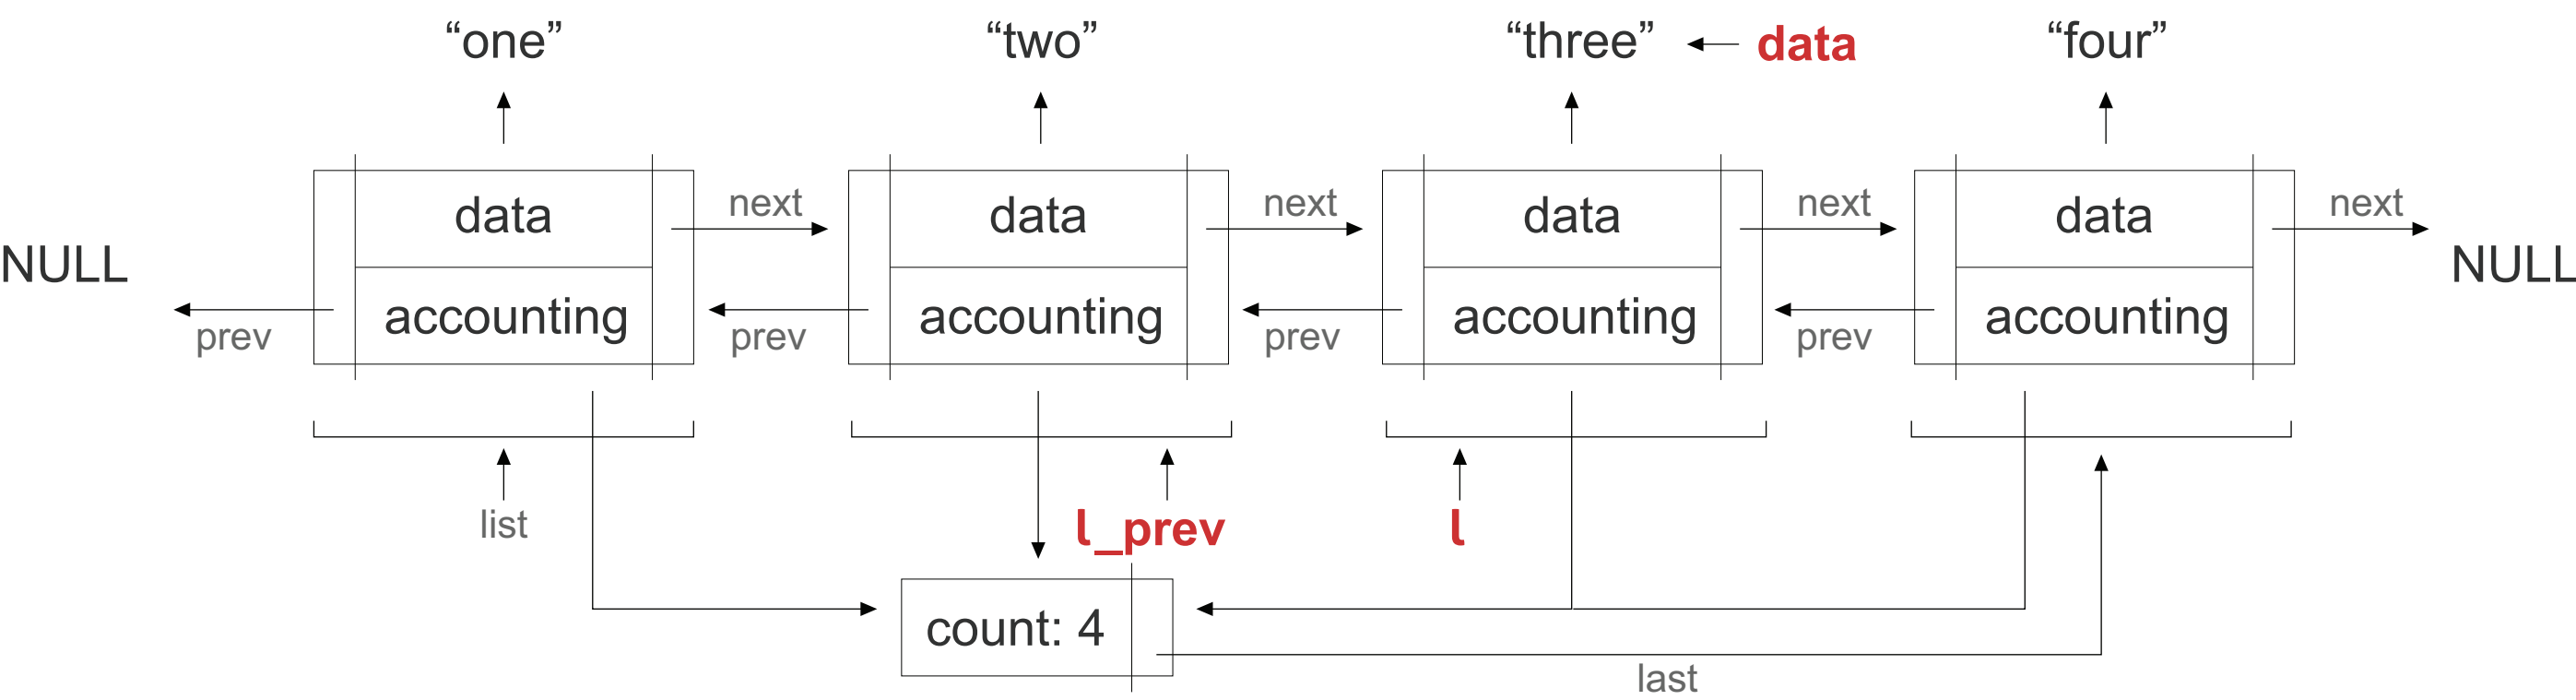 “one” “two” “three” data “four”
data next data next data next data next
NULL NULL
accounting accounting accounting accounting
prev prev prev prev
list l_prev l
count: 4
last